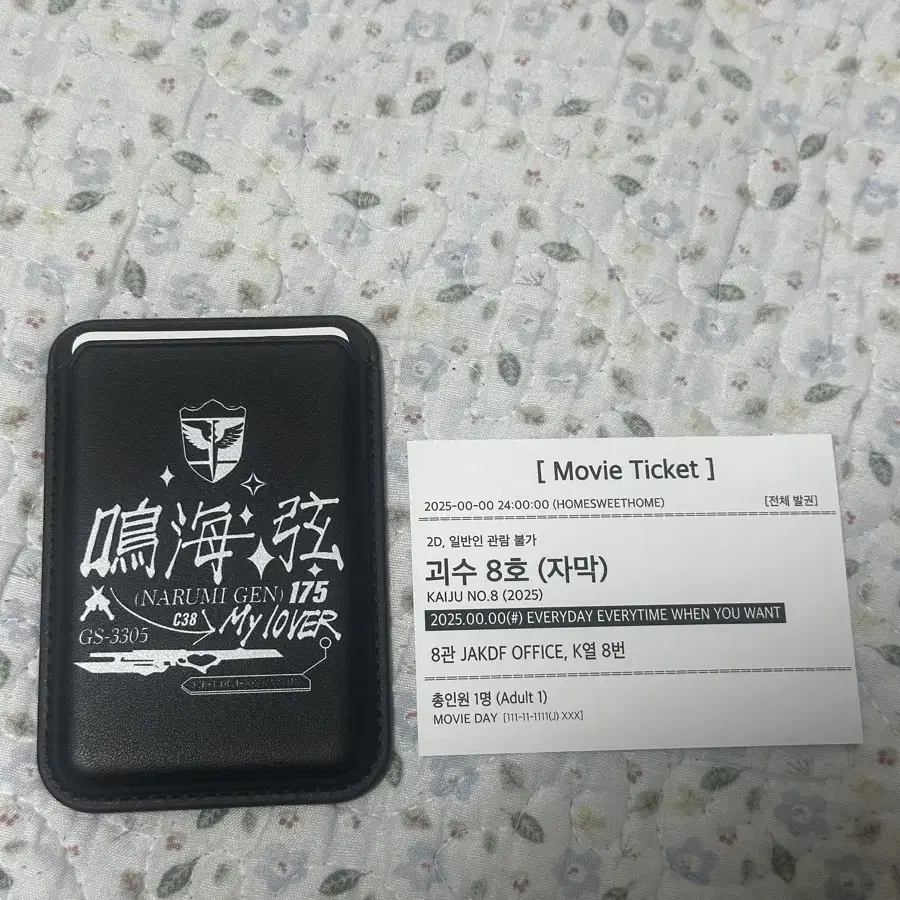 鳴海弦
(NARUMI GEN) 175
C38 My lOVER
GS-3305
[ Movie Ticket ]
2025-00-00 24:00:00 (HOMESWEETHOME) [전체 발권]
2D, 일반인 관람 불가
괴수 8호 (자막)
KAIJU NO.8 (2025)
2025.00.00(#) EVERYDAY EVERYTIME WHEN YOU WANT
8관 JAKDF OFFICE, K열 8번
총인원 1명 (Adult 1)
MOVIE DAY [111-11-1111(J) XXX]